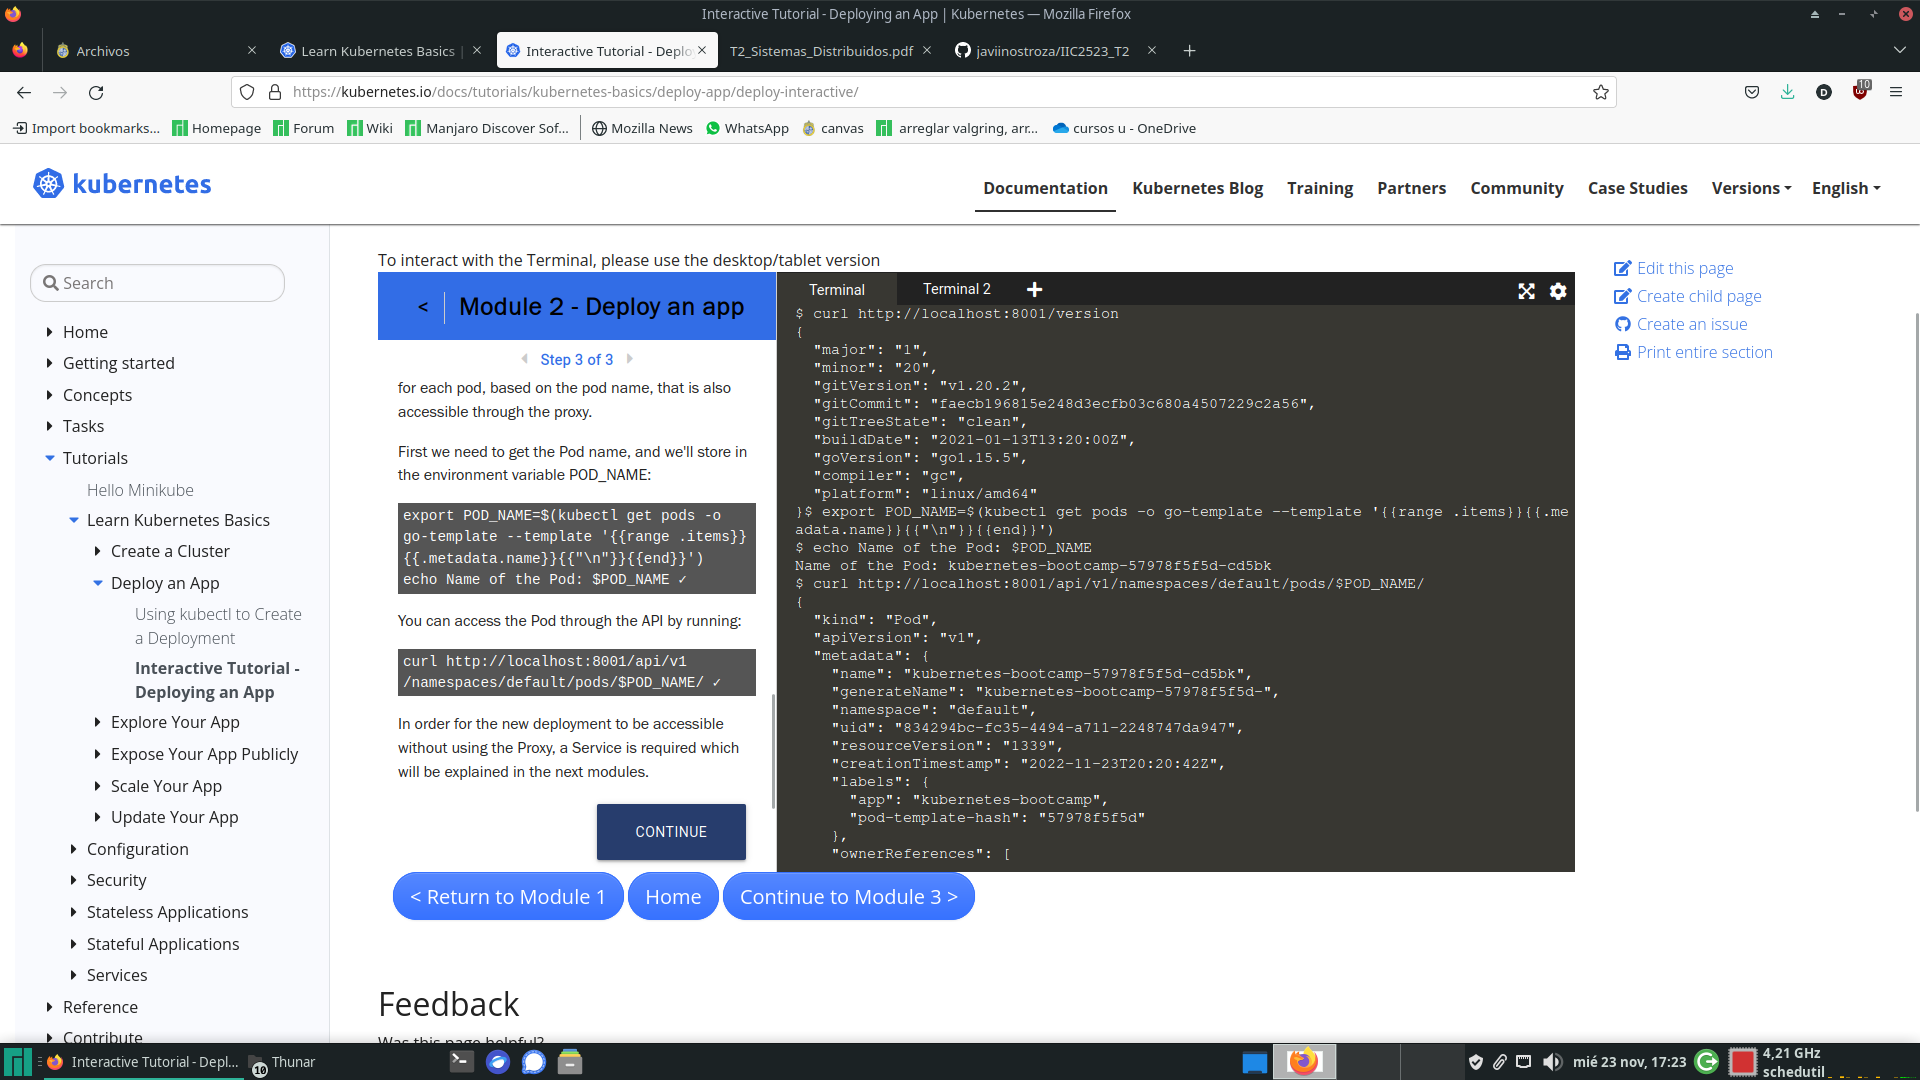 Interactive Tutorial - Deploying an App | Kubernetes — Mozilla Firefox
Archivos
Learn Kubernetes Basics
Interactive Tutorial - Deplo
T2_Sistemas_Distribuidos.pdf
javiinostroza/IIC2523_T2
https://kubernetes.io/docs/tutorials/kubernetes-basics/deploy-app/deploy-interactive/
10
Import bookmarks...
Homepage
Forum
Wiki
Manjaro Discover Sof...
Mozilla News
WhatsApp
canvas
arreglar valgring, arr...
cursos u - OneDrive
kubernetes
Documentation
Kubernetes Blog
Training
Partners
Community
Case Studies
Versions
English
Search
Home
Getting started
Concepts
Tasks
Tutorials
Hello Minikube
Learn Kubernetes Basics
Create a Cluster
Deploy an App
Using kubectl to Create
a Deployment
Interactive Tutorial -
Deploying an App
Explore Your App
Expose Your App Publicly
Scale Your App
Update Your App
Configuration
Security
Stateless Applications
Stateful Applications
Services
Reference
Contribute
To interact with the Terminal, please use the desktop/tablet version
< Module 2 - Deploy an app
Step 3 of 3
for each pod, based on the pod name, that is also
accessible through the proxy.
First we need to get the Pod name, and we'll store in
the environment variable POD_NAME:
export POD_NAME=$(kubectl get pods -o
go-template --template '{{range .items}}
{{.metadata.name}}{{"\n"}}{{end}}')
echo Name of the Pod: $POD_NAME ✓
You can access the Pod through the API by running:
curl http://localhost:8001/api/v1
/namespaces/default/pods/$POD_NAME/ ✓
In order for the new deployment to be accessible
without using the Proxy, a Service is required which
will be explained in the next modules.
CONTINUE
Terminal
Terminal 2
$ curl http://localhost:8001/version
{
"major": "1",
"minor": "20",
"gitVersion": "v1.20.2",
"gitCommit": "faecb196815e248d3ecfb03c680a4507229c2a56",
"gitTreeState": "clean",
"buildDate": "2021-01-13T13:20:00Z",
"goVersion": "go1.15.5",
"compiler": "gc",
"platform": "linux/amd64"
}$ export POD_NAME=$(kubectl get pods -o go-template --template '{{range .items}}{{.me
adata.name}}{{"\n"}}{{end}}')
$ echo Name of the Pod: $POD_NAME
Name of the Pod: kubernetes-bootcamp-57978f5f5d-cd5bk
$ curl http://localhost:8001/api/v1/namespaces/default/pods/$POD_NAME/
{
"kind": "Pod",
"apiVersion": "v1",
"metadata": {
"name": "kubernetes-bootcamp-57978f5f5d-cd5bk",
"generateName": "kubernetes-bootcamp-57978f5f5d-",
"namespace": "default",
"uid": "834294bc-fc35-4494-a711-2248747da947",
"resourceVersion": "1339",
"creationTimestamp": "2022-11-23T20:20:42Z",
"labels": {
"app": "kubernetes-bootcamp",
"pod-template-hash": "57978f5f5d"
},
"ownerReferences": [
Edit this page
Create child page
Create an issue
Print entire section
< Return to Module 1
Home
Continue to Module 3 >
Feedback
Was this page helpful?
Interactive Tutorial - Depl...
10
Thunar
mié 23 nov, 17:23
4,21 GHz
schedutil